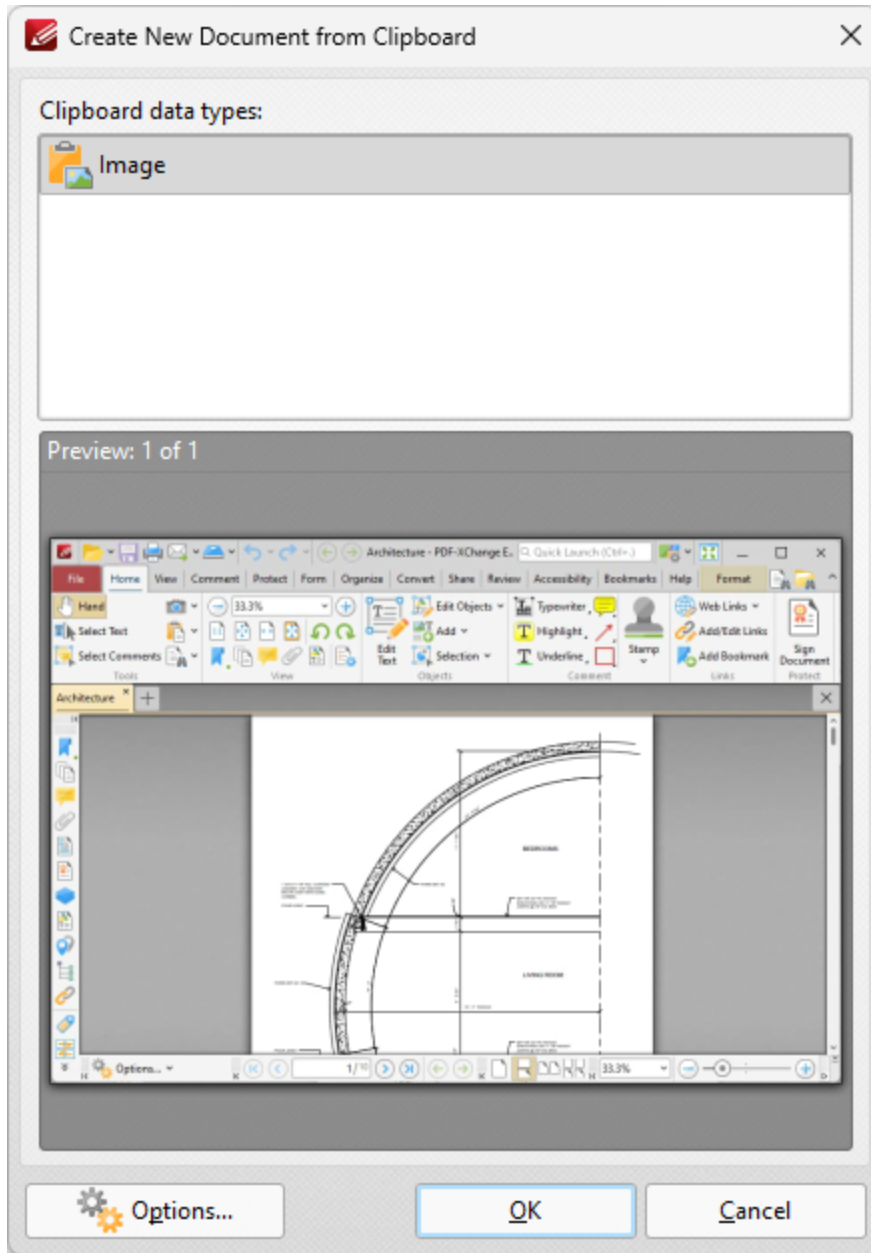 Create New Document from Clipboard
Clipboard data types:
Image
Preview: 1 of 1
Architecture - PDF-XChange E.. Quick Launch (Ctrl+.)
File Home View Comment Protect Form Organize Convert Share Review Accessibility Bookmarks Help Format
Hand 33.3% Edit Objects Typewriter Web Links
Select Text Add Highlight Add/Edit Links
Select Comments Edit Text Selection Underline Stamp Add Bookmark Sign Document
Tools View Objects Comment Links Protect
Architecture
BEDROOMS
LIVING ROOM
Options... 1/10 33.3%
Options...
OK
Cancel